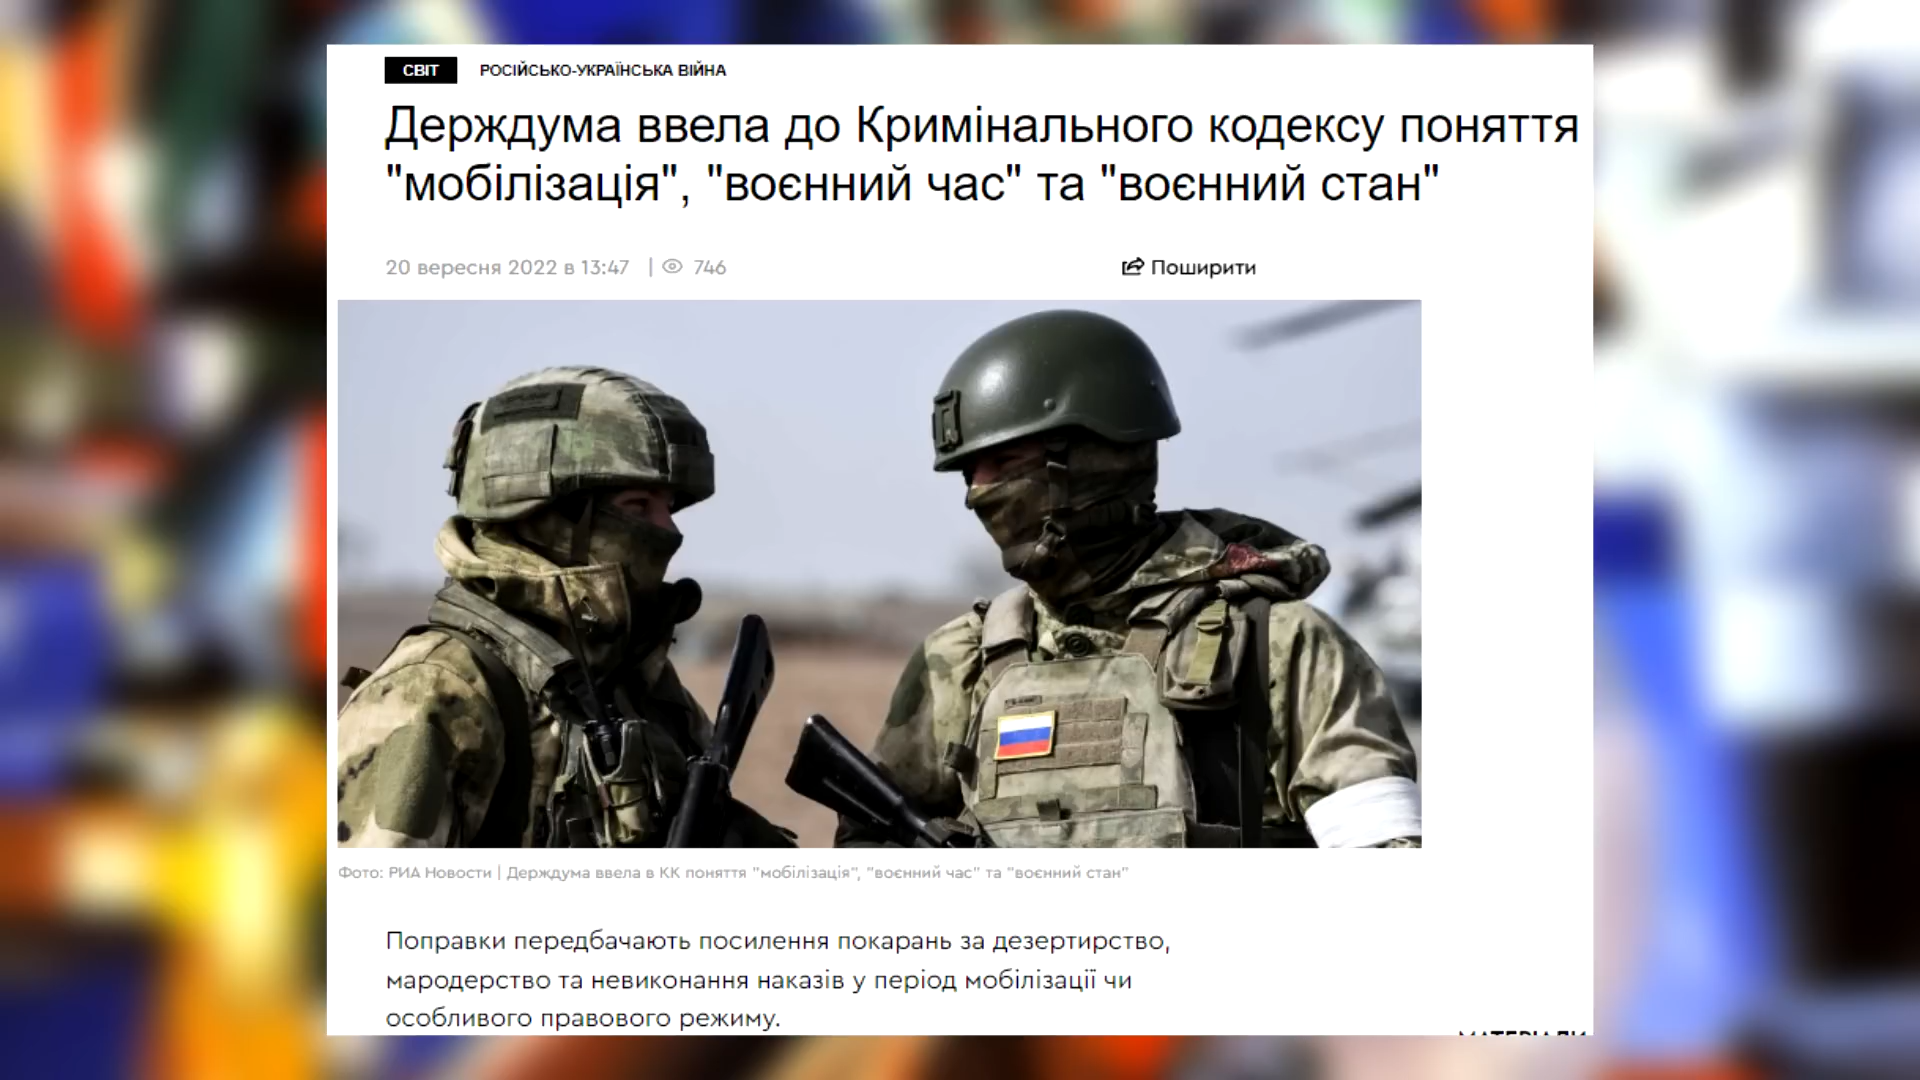 СВІТ РОСІЙСЬКО-УКРАЇНСЬКА ВІЙНА
Держдума ввела до Кримінального кодексу поняття
"мобілізація", "воєнний час" та "воєнний стан"
20 вересня 2022 в 13:47 | 746
Поширити
Фото: РИА Новости | Держдума ввела в КК поняття "мобілізація", "воєнний час" та "воєнний стан"
Поправки передбачають посилення покарань за дезертирство,
мародерство та невиконання наказів у період мобілізації чи
особливого правового режиму.
МАТЕРІАЛИ